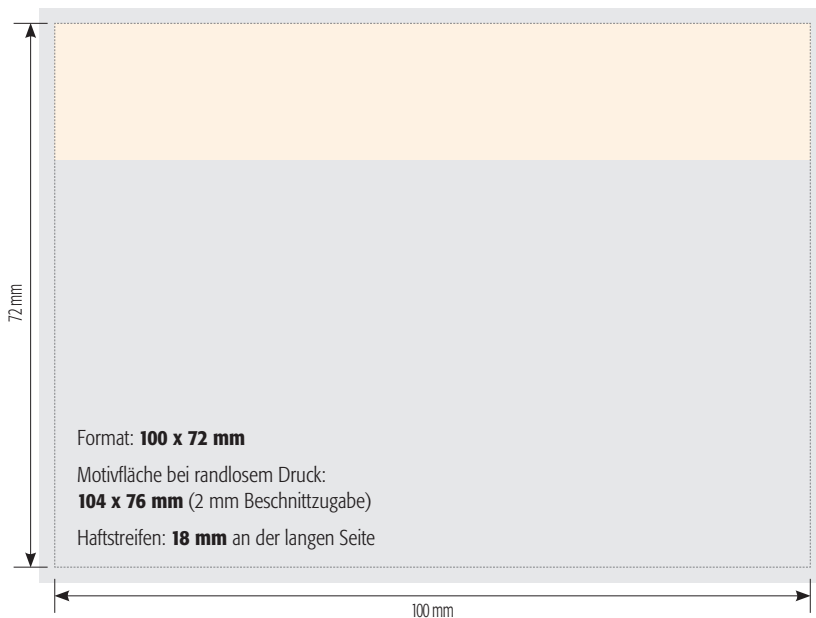 72 mm
Format: 100 x 72 mm
Motivfläche bei randlosem Druck:
104 x 76 mm (2 mm Beschnittzugabe)
Haftstreifen: 18 mm an der langen Seite
100 mm